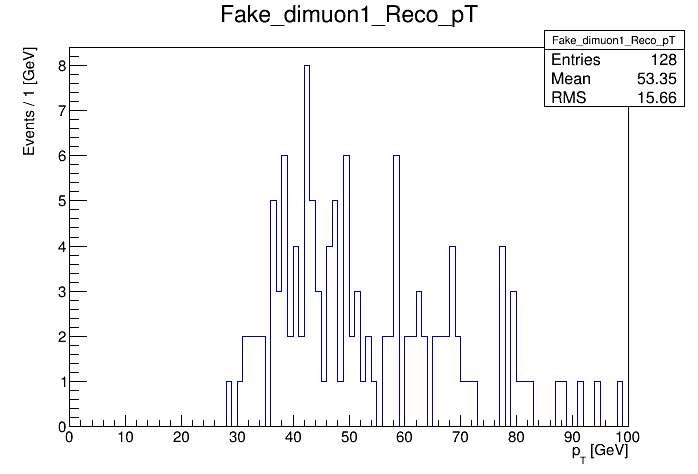 Fake_dimuon1_Reco_pT
Fake_dimuon1_Reco_pT
Entries 128
Mean 53.35
RMS 15.66
Events / 1 [GeV]
8
7
6
5
4
3
2
1
0
0 10 20 30 40 50 60 70 80 90 100
p_T [GeV]